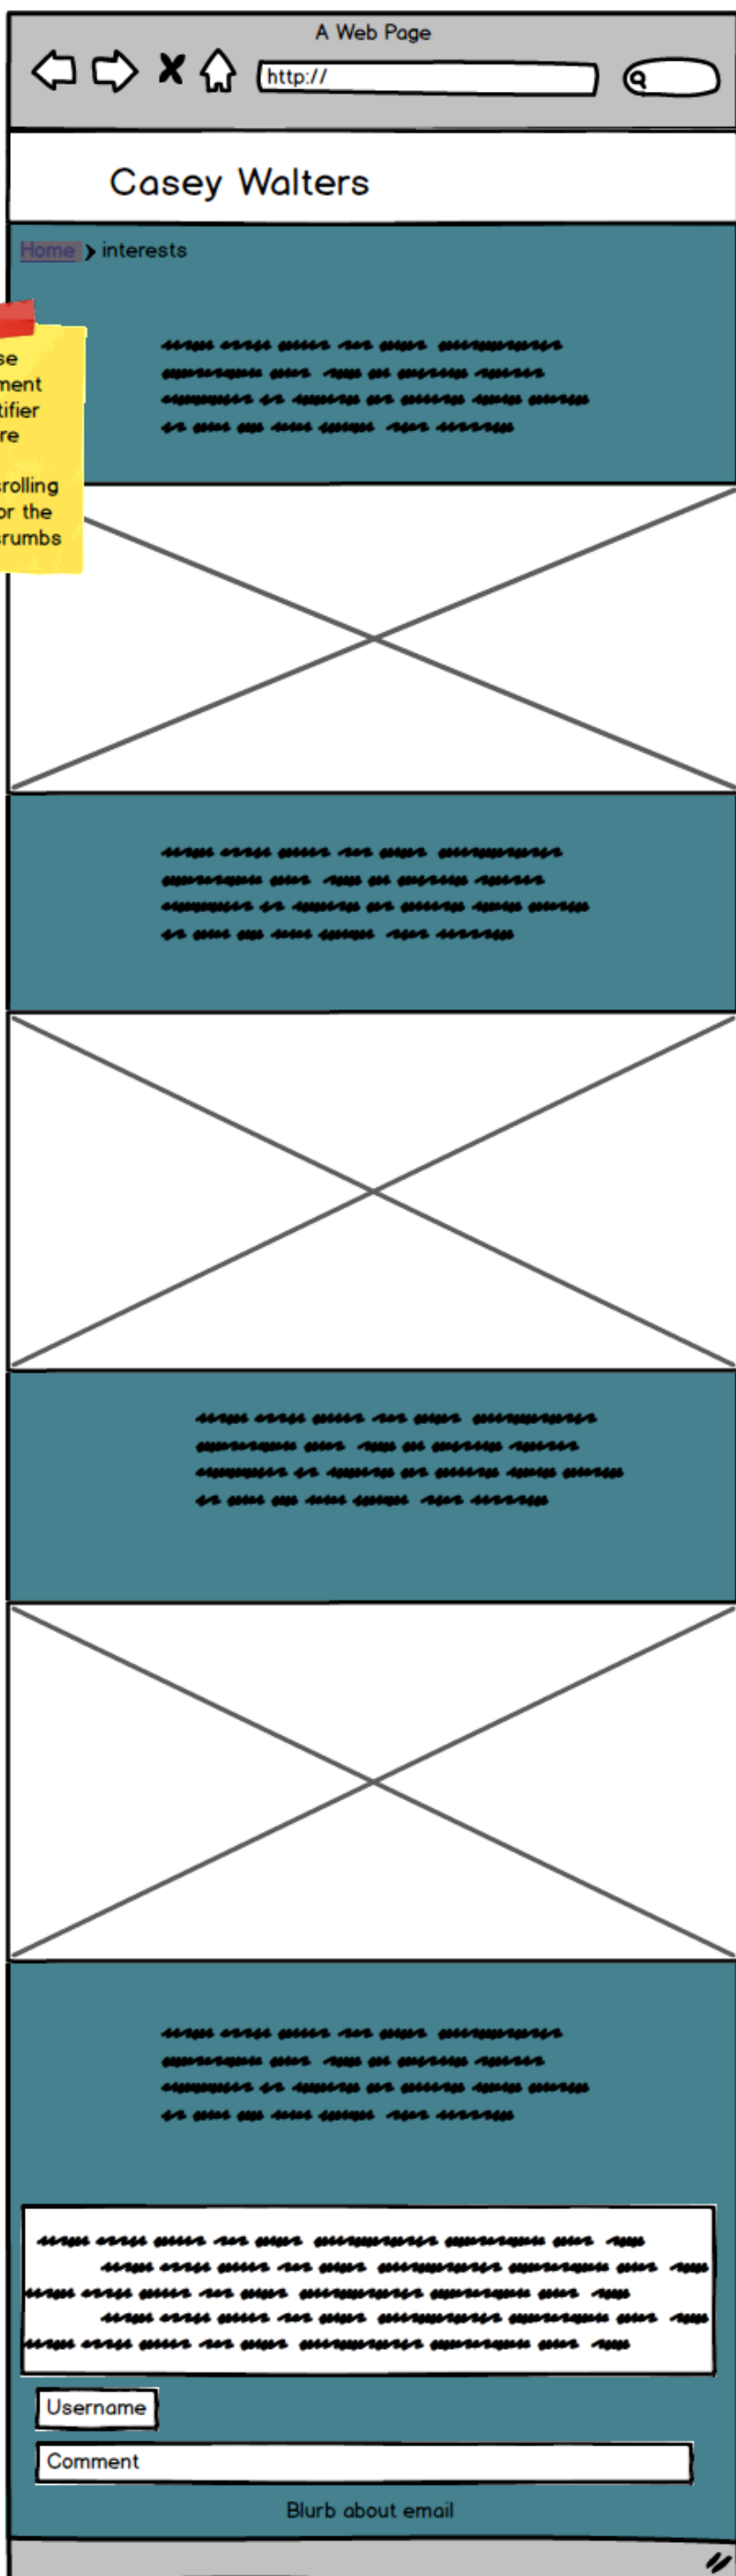 A Web Page
http://
Casey Walters
Home › interests
se
ment
tifier
re
rolling
or the
rumbs
Username
Comment
Blurb about email